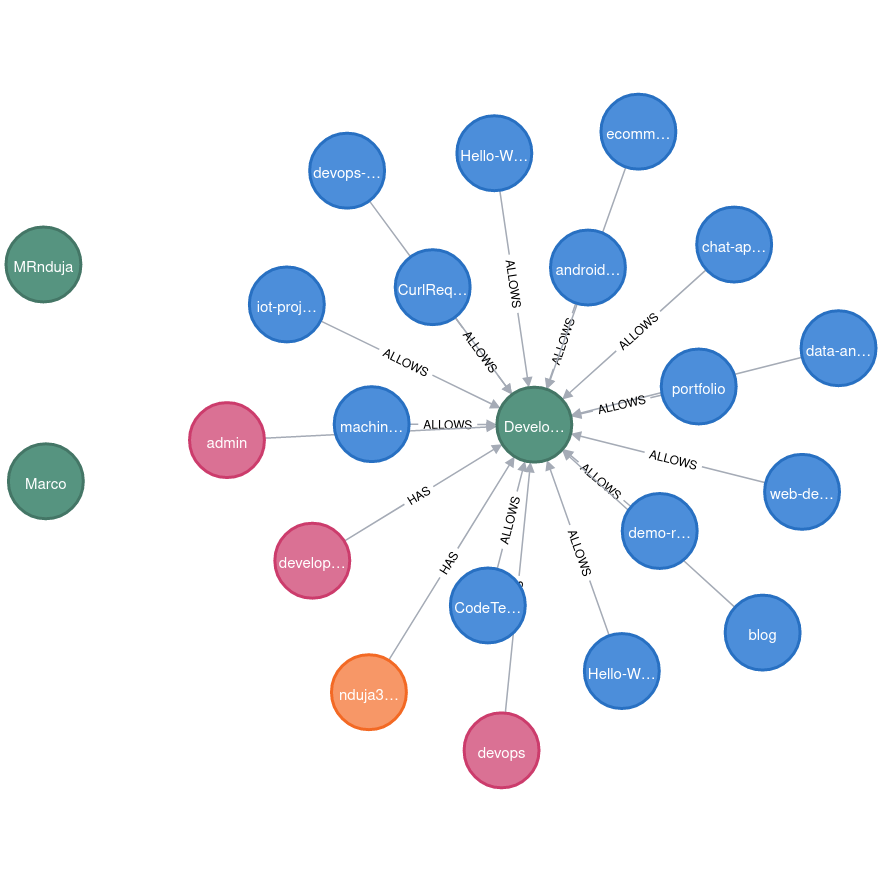 ecomm…
Hello-W…
devops-…
chat-ap…
MRnduja
android…
CurlReq…
ALLOWS
iot-proj…
ALLOWS
ALLOWS
ALLOWS
data-an…
ALLOWS
portfolio
ALLOWS
machin…
ALLOWS
Develo…
admin
ALLOWS
Marco
ALLOWS
web-de…
HAS
ALLOWS
demo-r…
ALLOWS
develop…
HAS
CodeTe…
blog
Hello-W…
nduja3…
devops